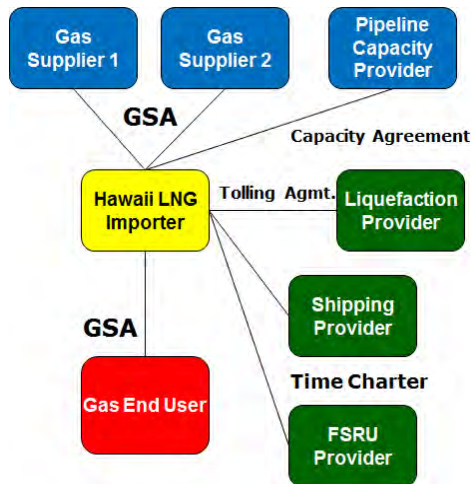 Gas
Supplier 1
Gas
Supplier 2
Pipeline
Capacity
Provider
GSA
Capacity Agreement
Hawaii LNG
Importer
Tolling Agmt.
Liquefaction
Provider
Shipping
Provider
GSA
Time Charter
Gas End User
FSRU
Provider